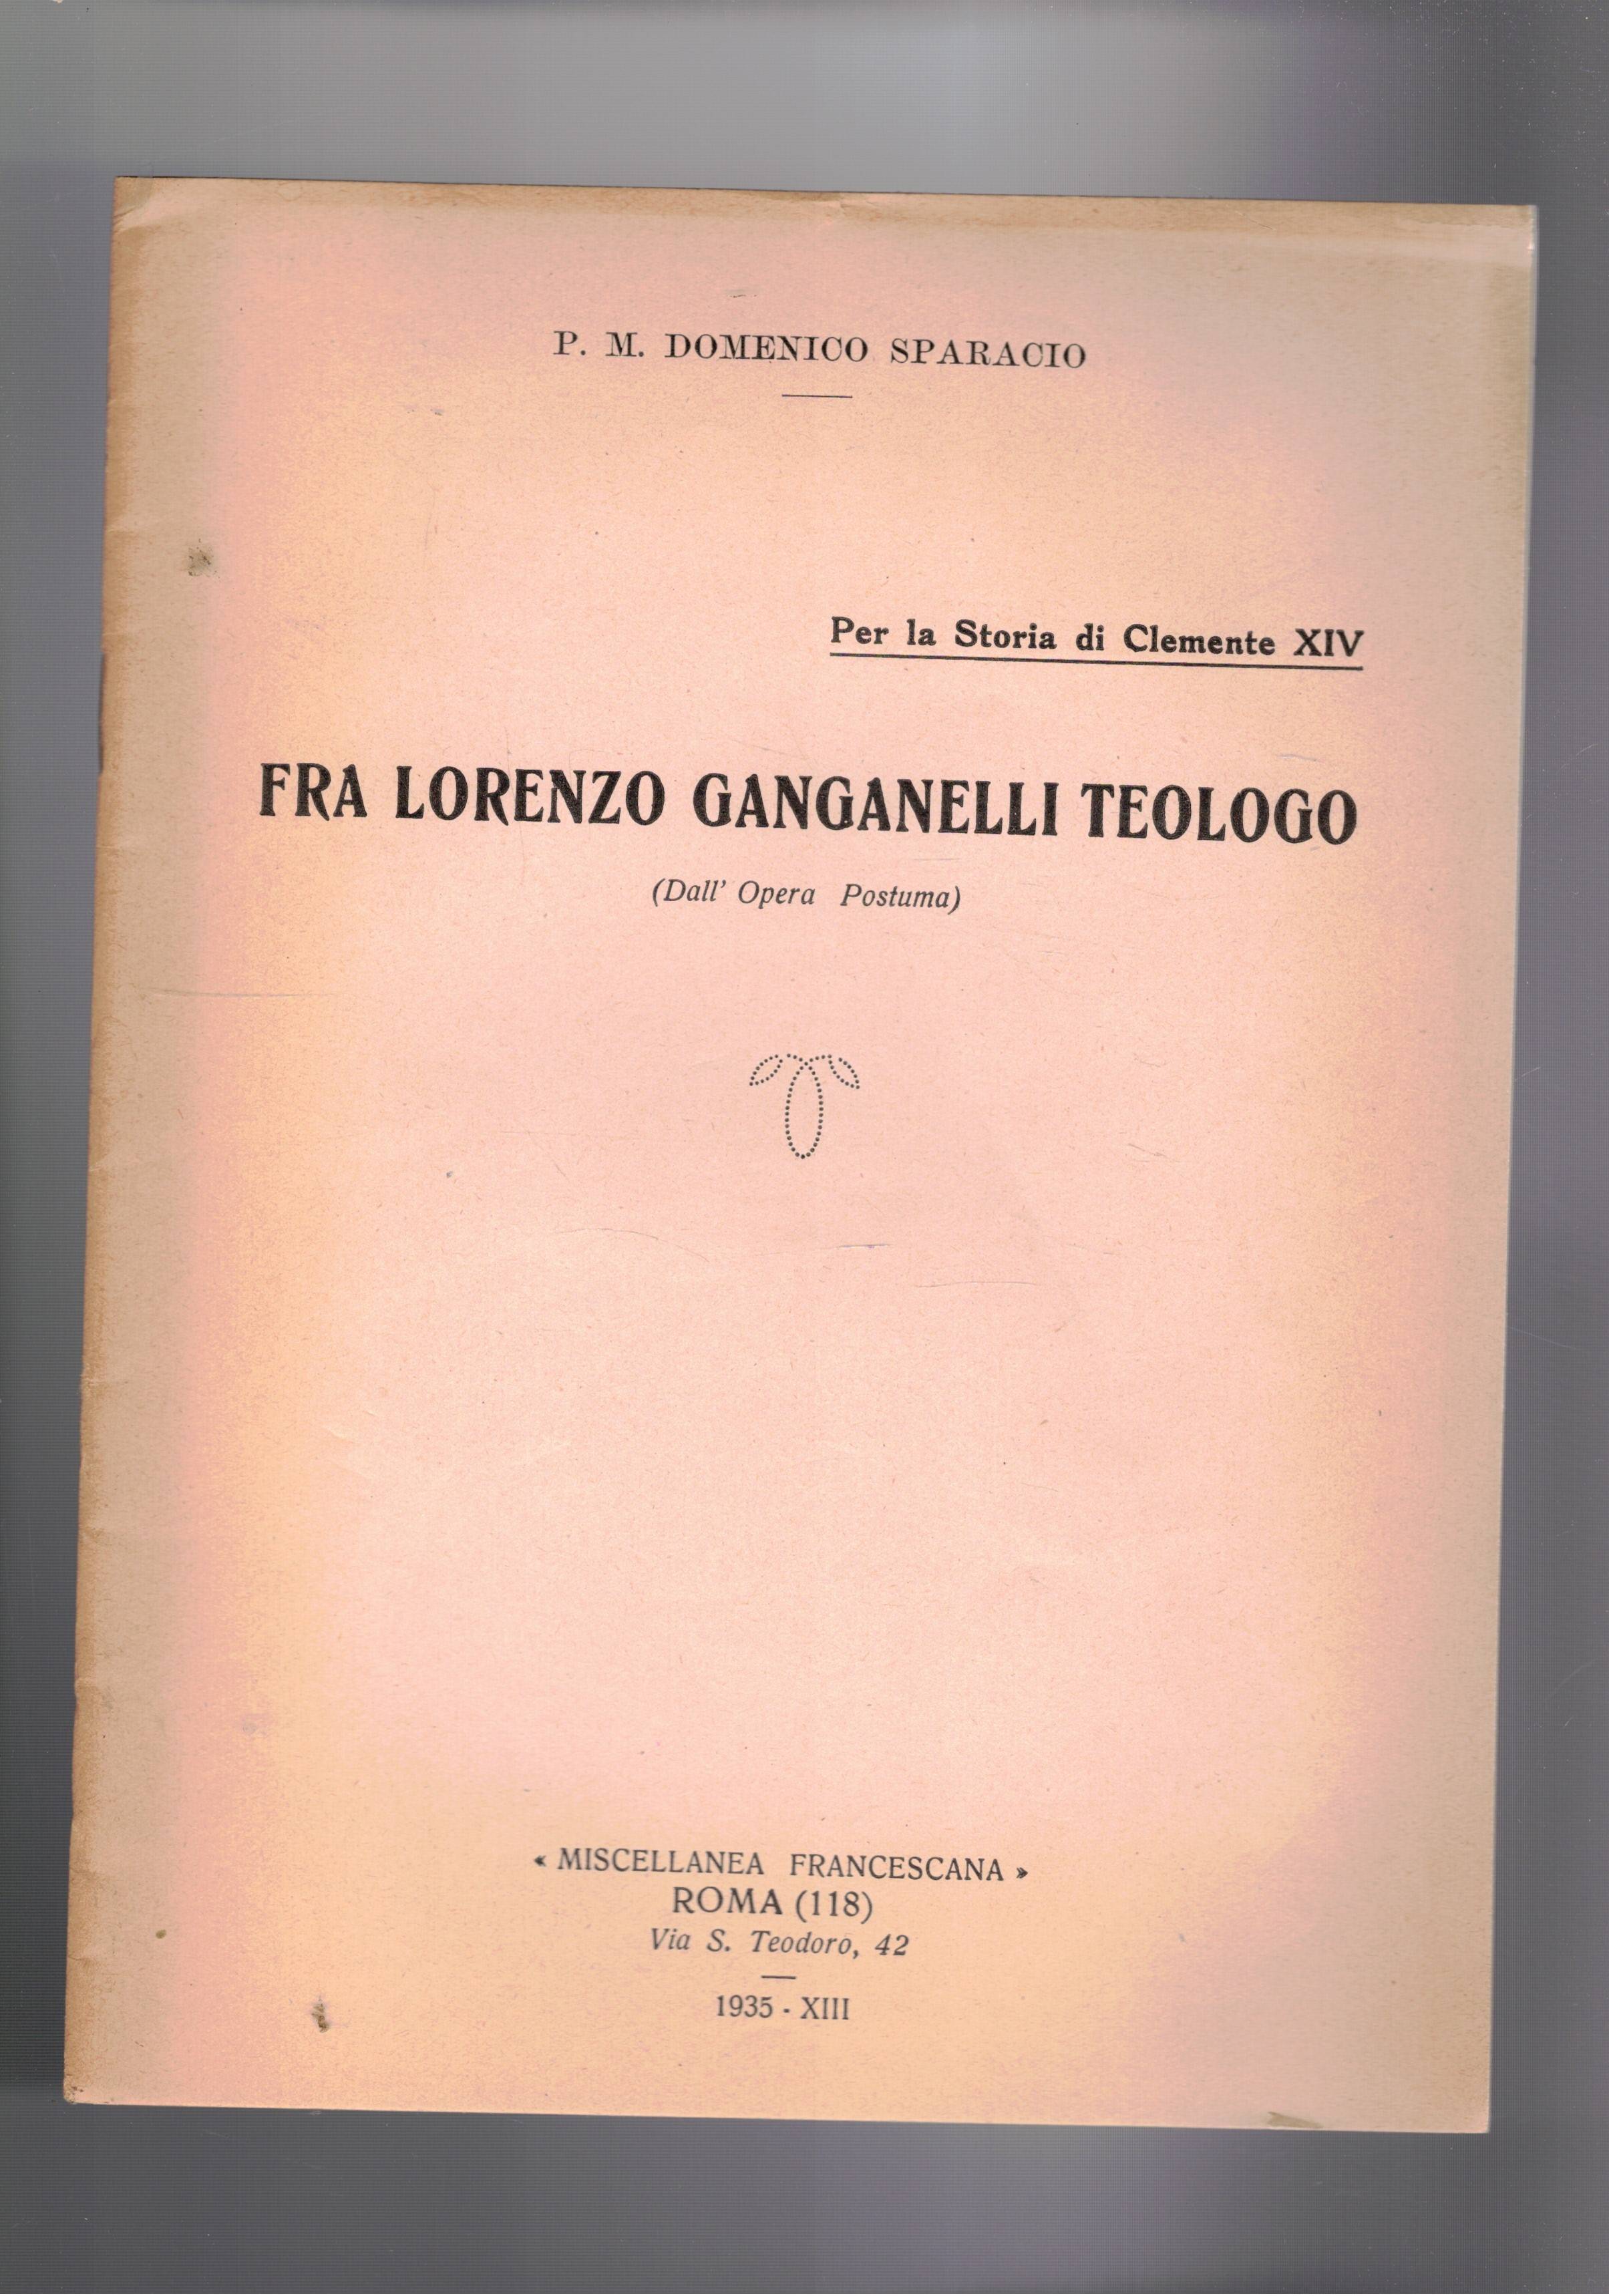 P. M. DOMENICO SPARACIO
Per la Storia di Clemente XIV
FRA LORENZO GANGANELLI TEOLOGO
(Dall' Opera Postuma)
« MISCELLANEA FRANCESCANA »
ROMA (118)
Via S. Teodoro, 42
1935 - XIII